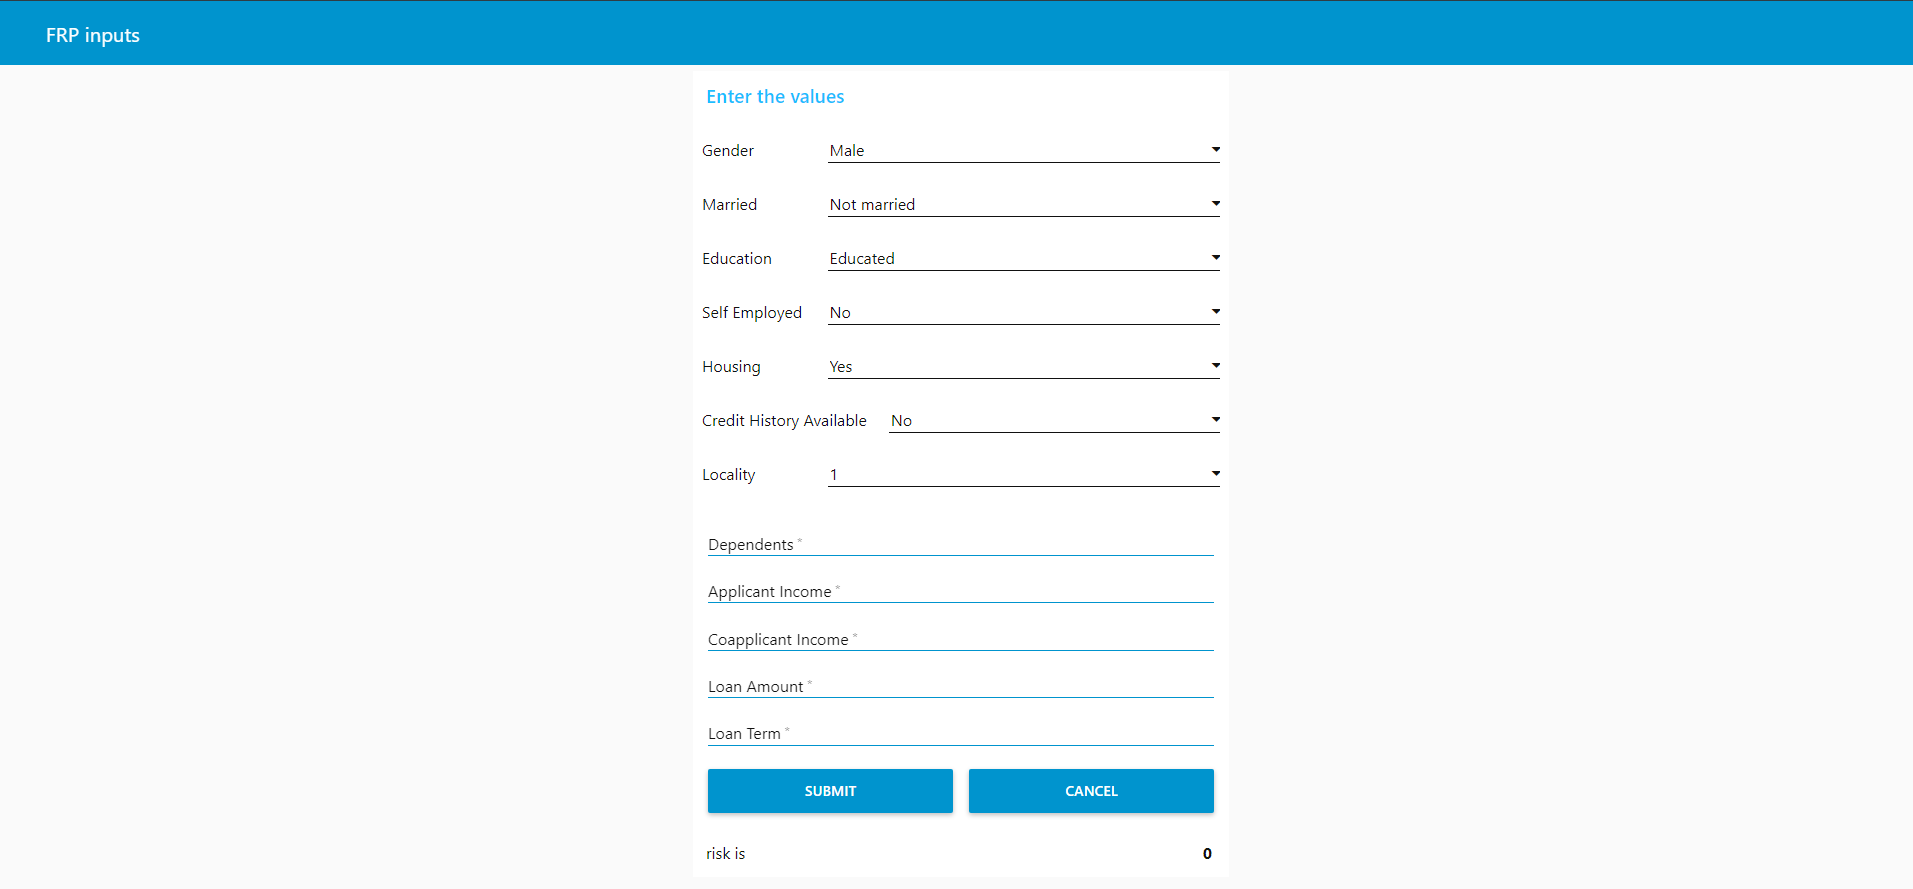 FRP inputs
Enter the values
Gender Male
Married Not married
Education Educated
Self Employed No
Housing Yes
Credit History Available No
Locality 1
Dependents *
Applicant Income *
Coapplicant Income *
Loan Amount *
Loan Term *
SUBMIT CANCEL
risk is 0